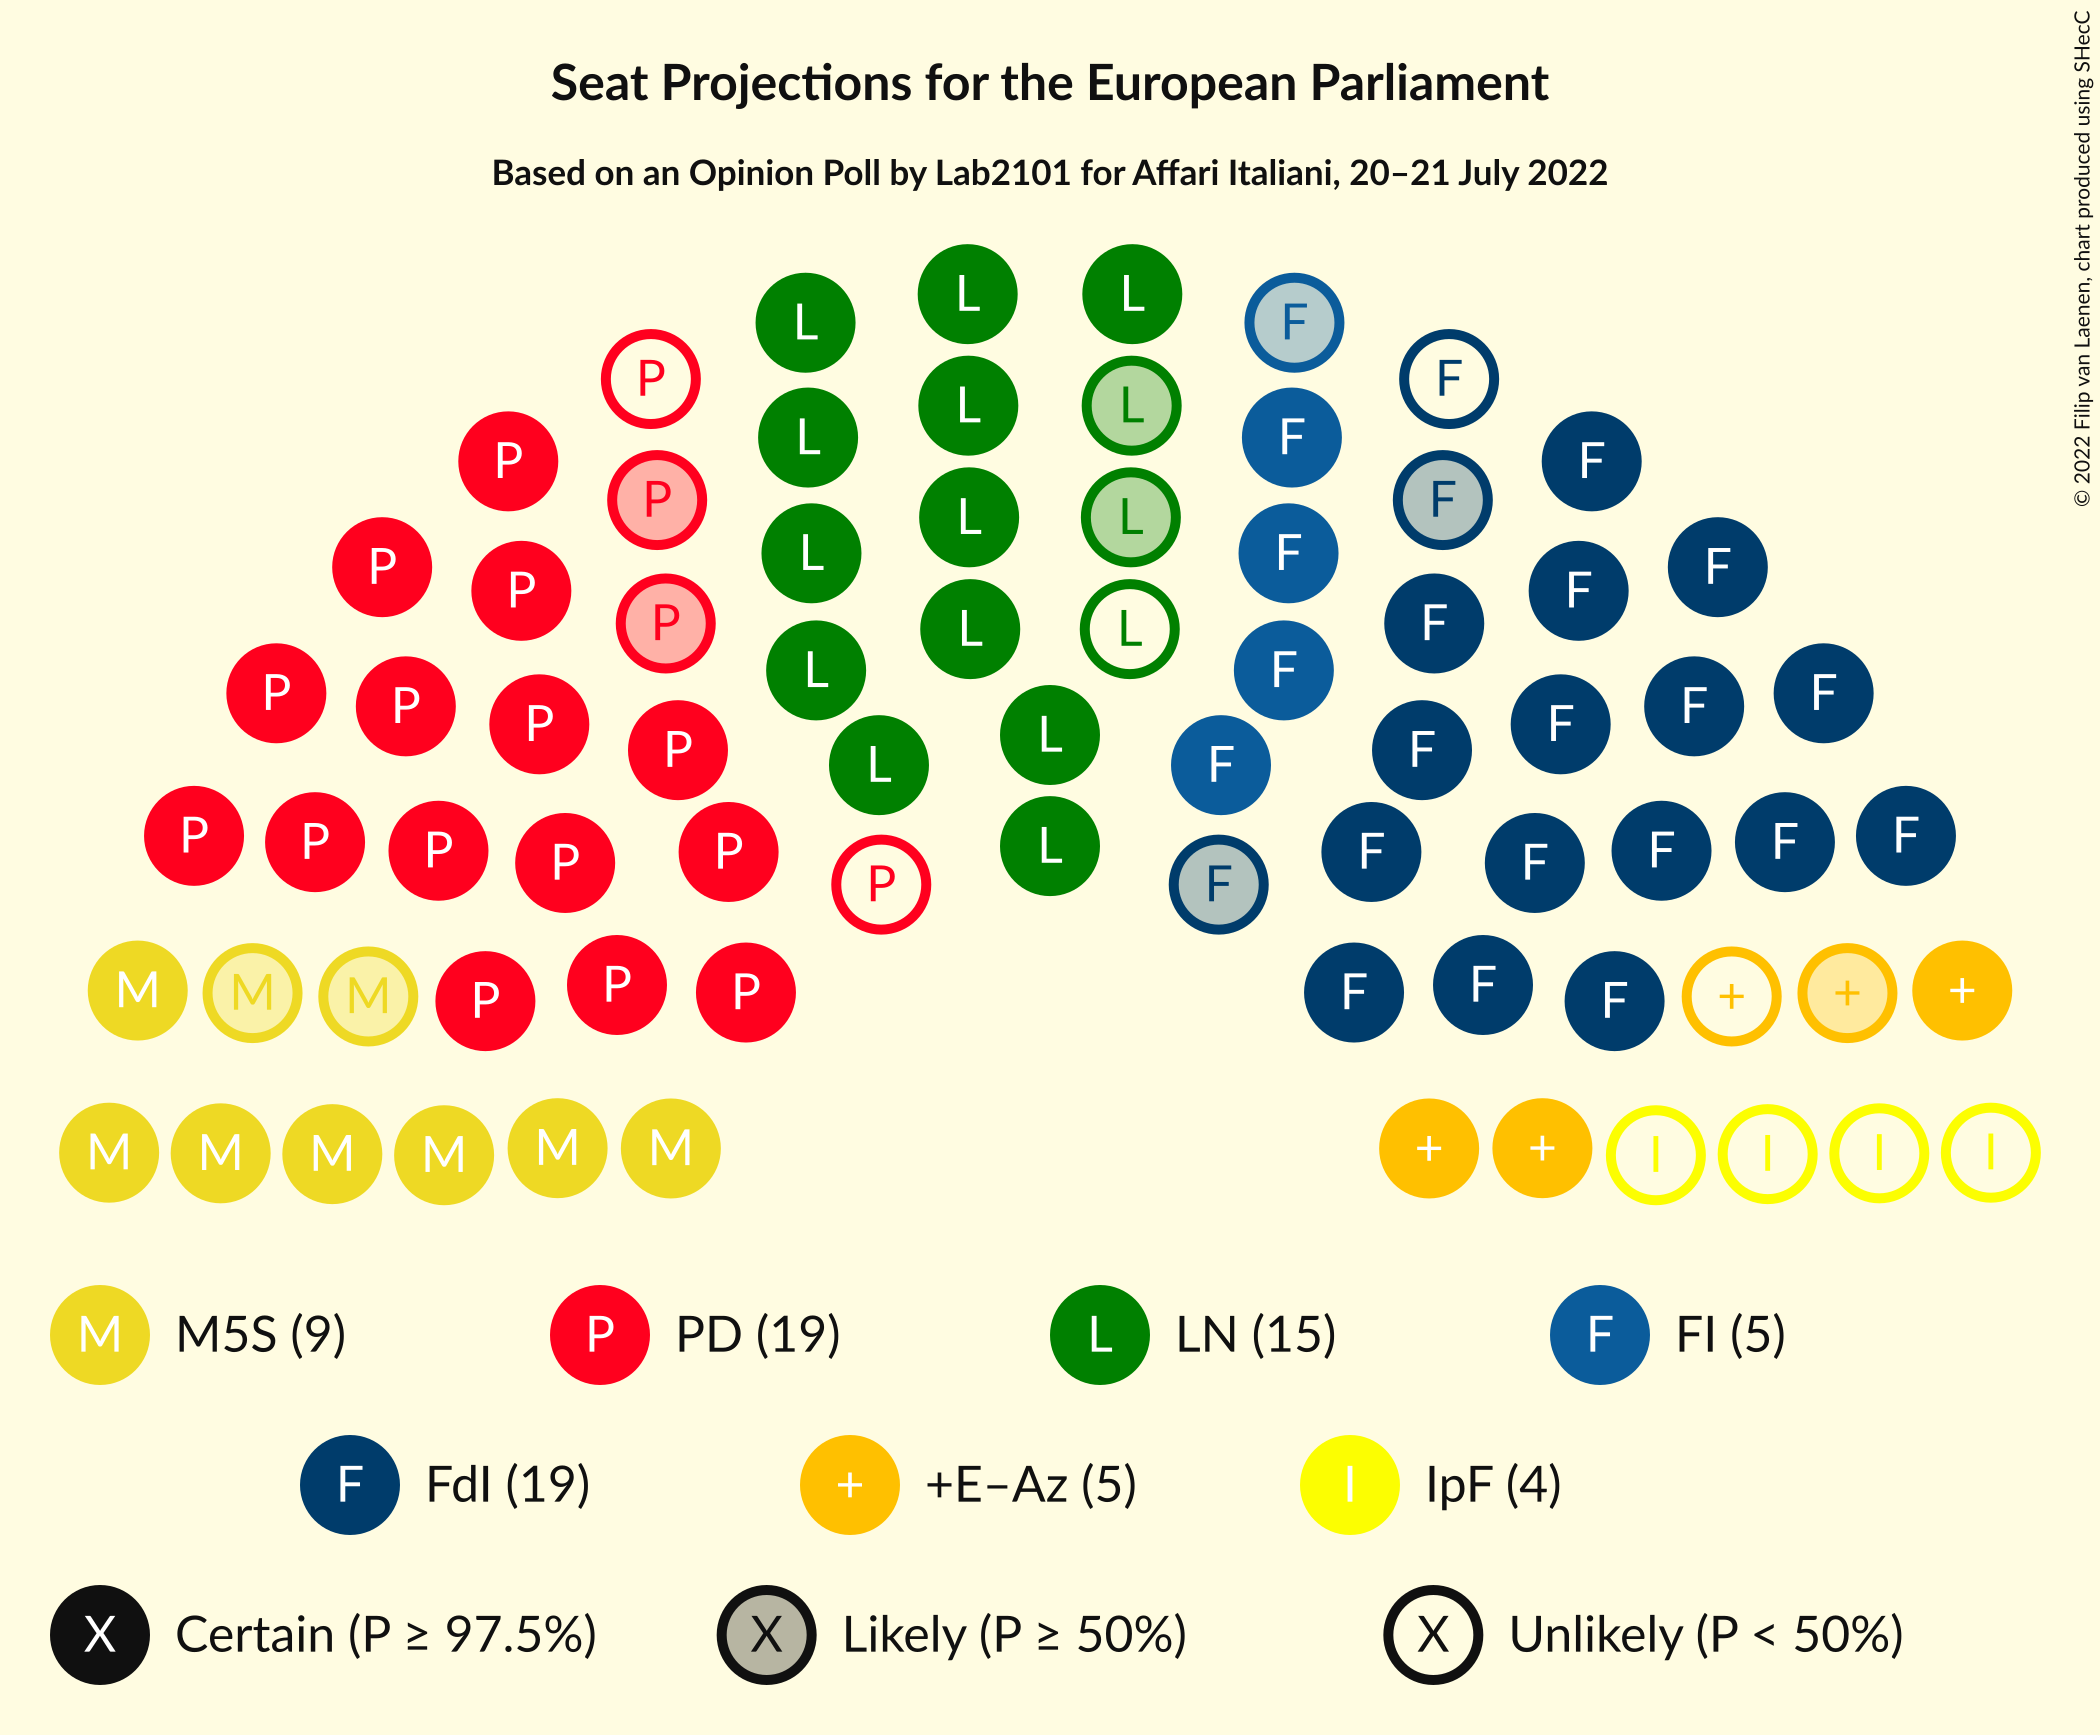 Seat Projections for the European Parliament
Based on an Opinion Poll by Lab2101 for Affari Italiani, 20–21 July 2022
© 2022 Filip van Laenen, chart produced using SHecC
L L
L F
P F
L L
L F
P F
P F
L L
L F
P F
P F
P F
L L
P F
L F
P P F F
P P F F
L L
P F
L F
P P P P P F F F F F
L
P F
M M M P P P F F F + + +
M M M M M M + + I I I I
M M5S (9) P PD (19) L LN (15) F FI (5)
F FdI (19) + +E–Az (5) I IpF (4)
X Certain (P ≥ 97.5%) X Likely (P ≥ 50%) X Unlikely (P < 50%)